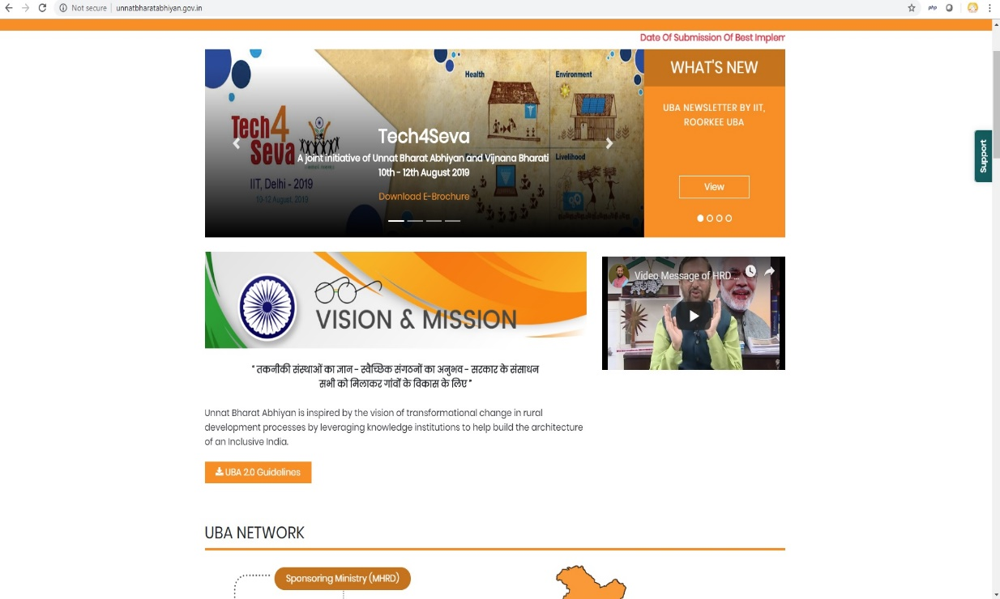 Not secure | unnatbharatabhiyan.gov.in
php
Date Of Submission Of Best Implem
Health
Environment
Tech4
Seva
IIT, Delhi - 2019
10-12 August, 2019
Livelihood
Tech4Seva
A joint initiative of Unnat Bharat Abhiyan and Vijnana Bharati
10th - 12th August 2019
Download E-Brochure
WHAT'S NEW
UBA NEWSLETTER BY IIT,
ROORKEE UBA
View
Support
VISION & MISSION
Video Message of HRD ...
“ तकनीकी संस्थाओं का ज्ञान - स्वैच्छिक संगठनों का अनुभव - सरकार के संसाधन
सभी को मिलाकर गांवों के विकास के लिए ”
Unnat Bharat Abhiyan is inspired by the vision of transformational change in rural
development processes by leveraging knowledge institutions to help build the architecture
of an Inclusive India.
UBA 2.0 Guidelines
UBA NETWORK
Sponsoring Ministry (MHRD)